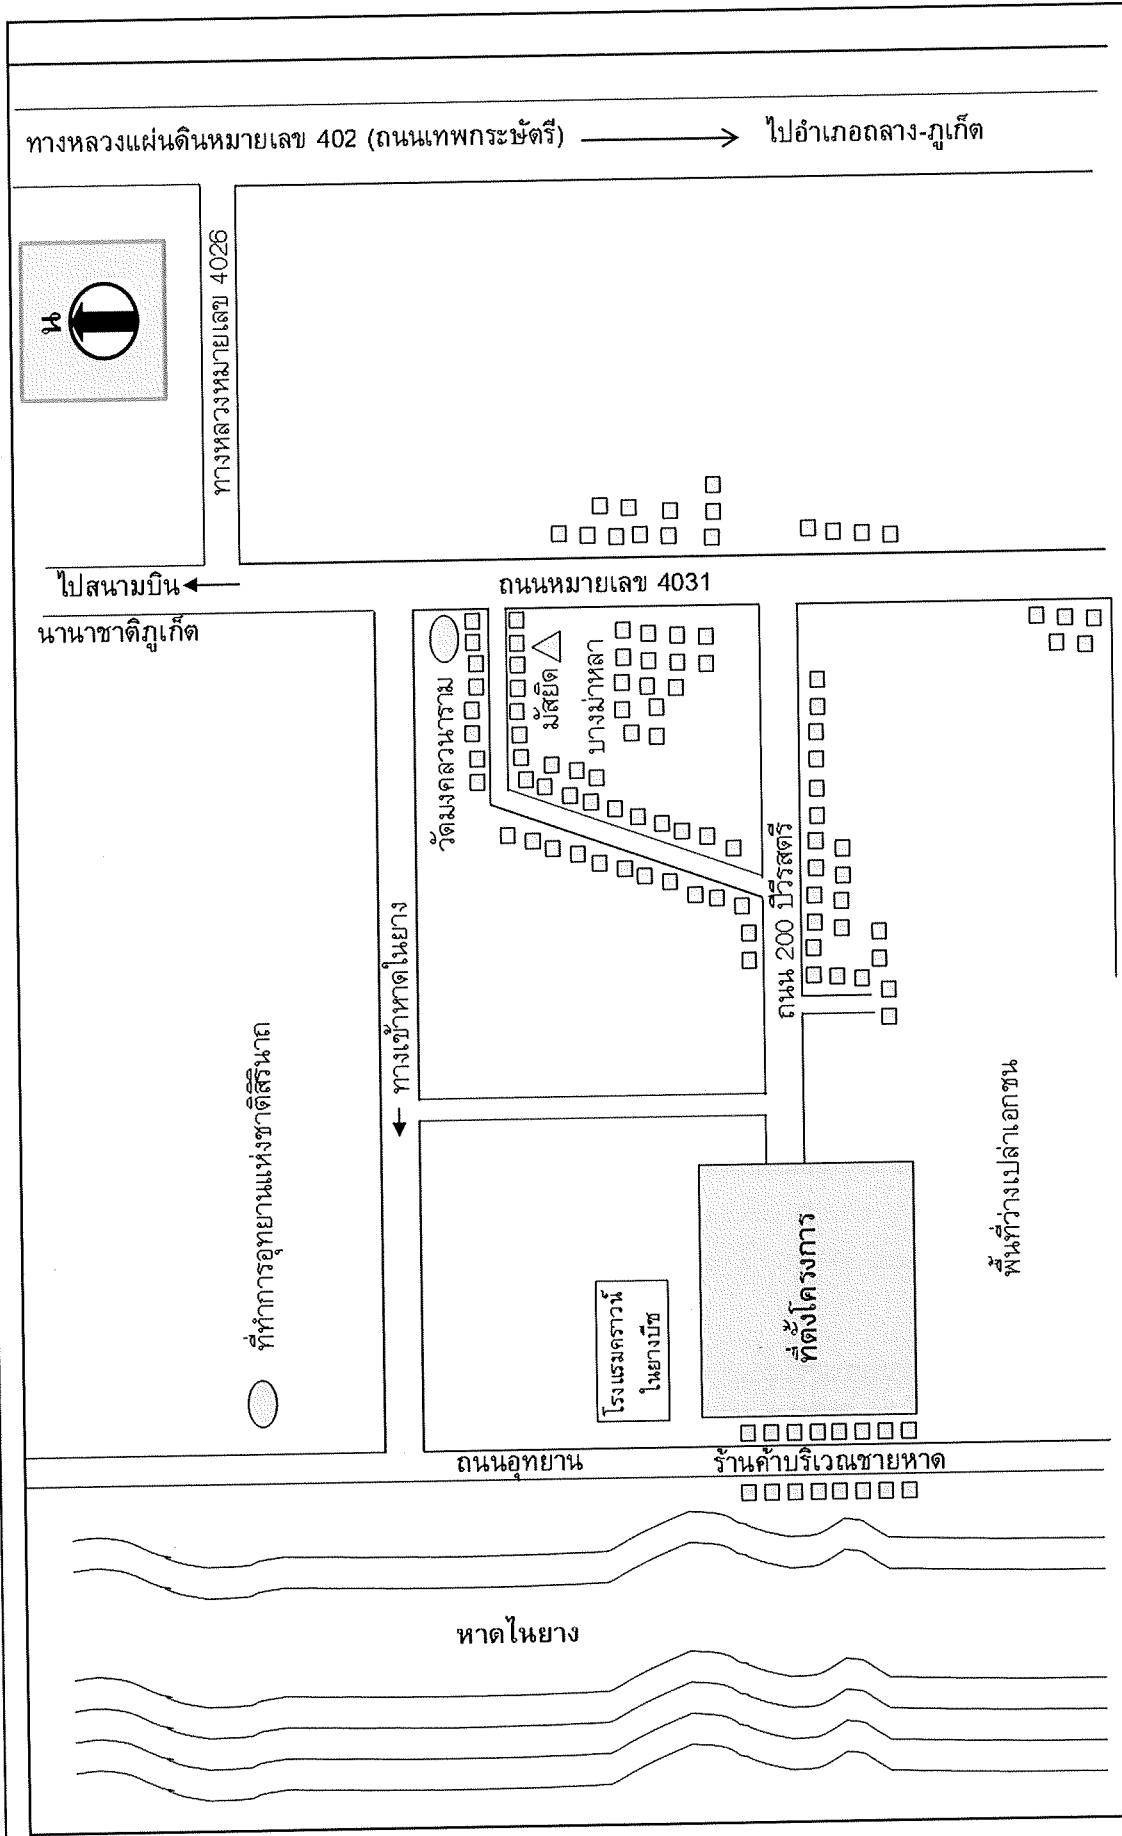 ทางหลวงแผ่นดินหมายเลข 402 (ถนนเทพกระษัตรี)
ไปอำเภอถลาง-ภูเก็ต
น
ทางหลวงหมายเลข 4026
ไปสนามบิน
นานาชาติภูเก็ต
ถนนหมายเลข 4031
วัดมงคลวนาราม
มัสยิด
บางม่าหลา
ถนน 200 ปีวีรสตรี
ทางเข้าหาดในยาง
ที่ทำการอุทยานแห่งชาติสิรินาถ
พื้นที่ว่างเปล่าเอกชน
โรงแรมคราวน์
ในยางบีช
ที่ตั้งโครงการ
ถนนอุทยาน
ร้านค้าบริเวณชายหาด
หาดในยาง